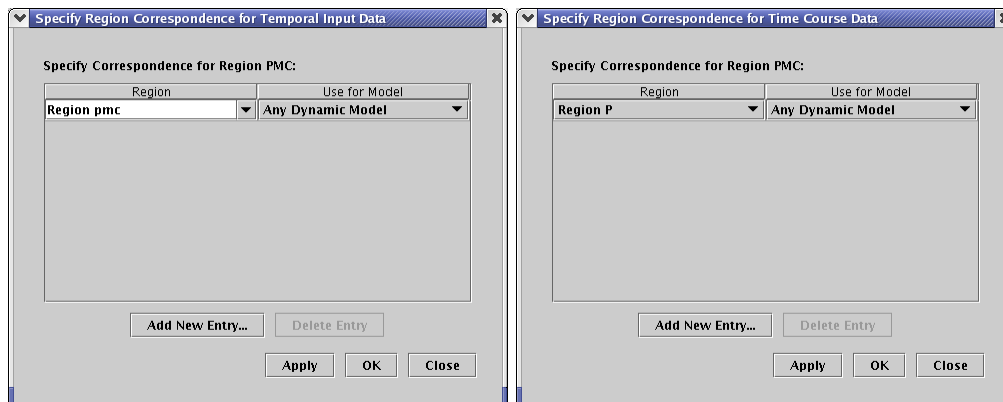 Specify Region Correspondence for Temporal Input Data
Specify Correspondence for Region PMC:
Region Use for Model
Region pmc Any Dynamic Model
Add New Entry... Delete Entry
Apply OK Close
Specify Region Correspondence for Time Course Data
Specify Correspondence for Region PMC:
Region Use for Model
Region P Any Dynamic Model
Add New Entry... Delete Entry
Apply OK Close